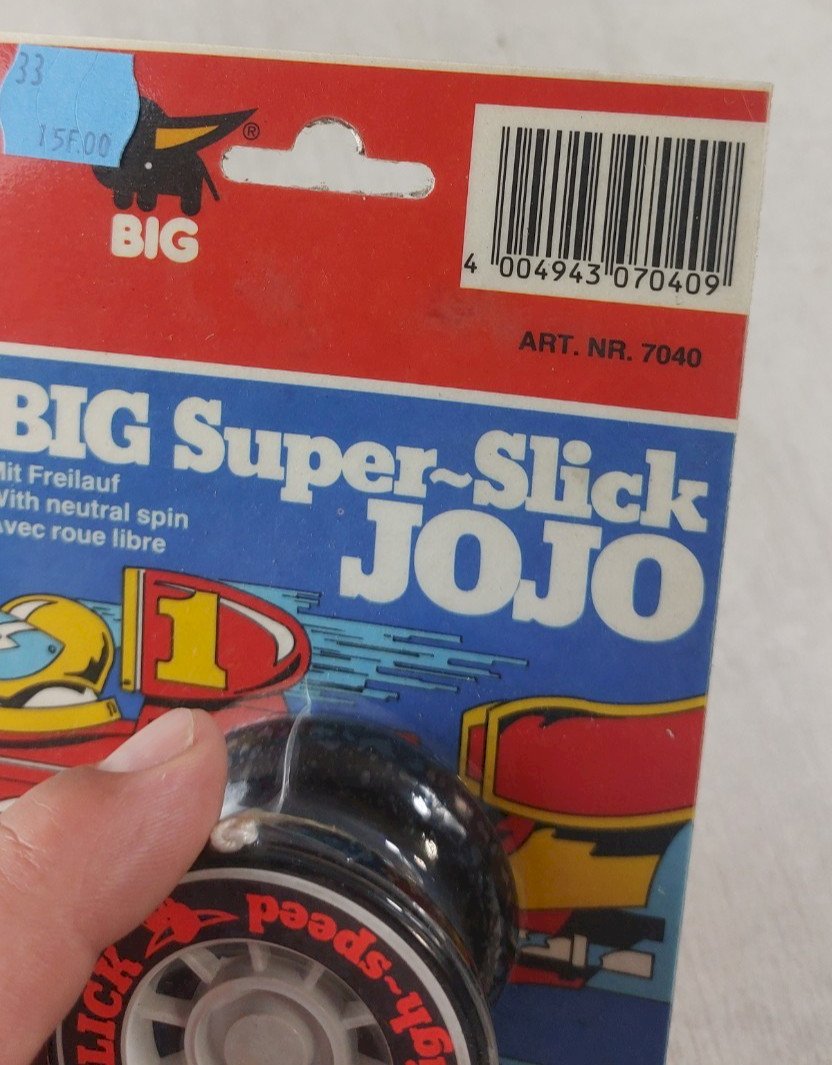 33
15F.00
®
BIG
4 004943 070409
ART. NR. 7040
BIG Super~Slick
JOJO
Mit Freilauf
With neutral spin
Avec roue libre
1
LICK
high~speed